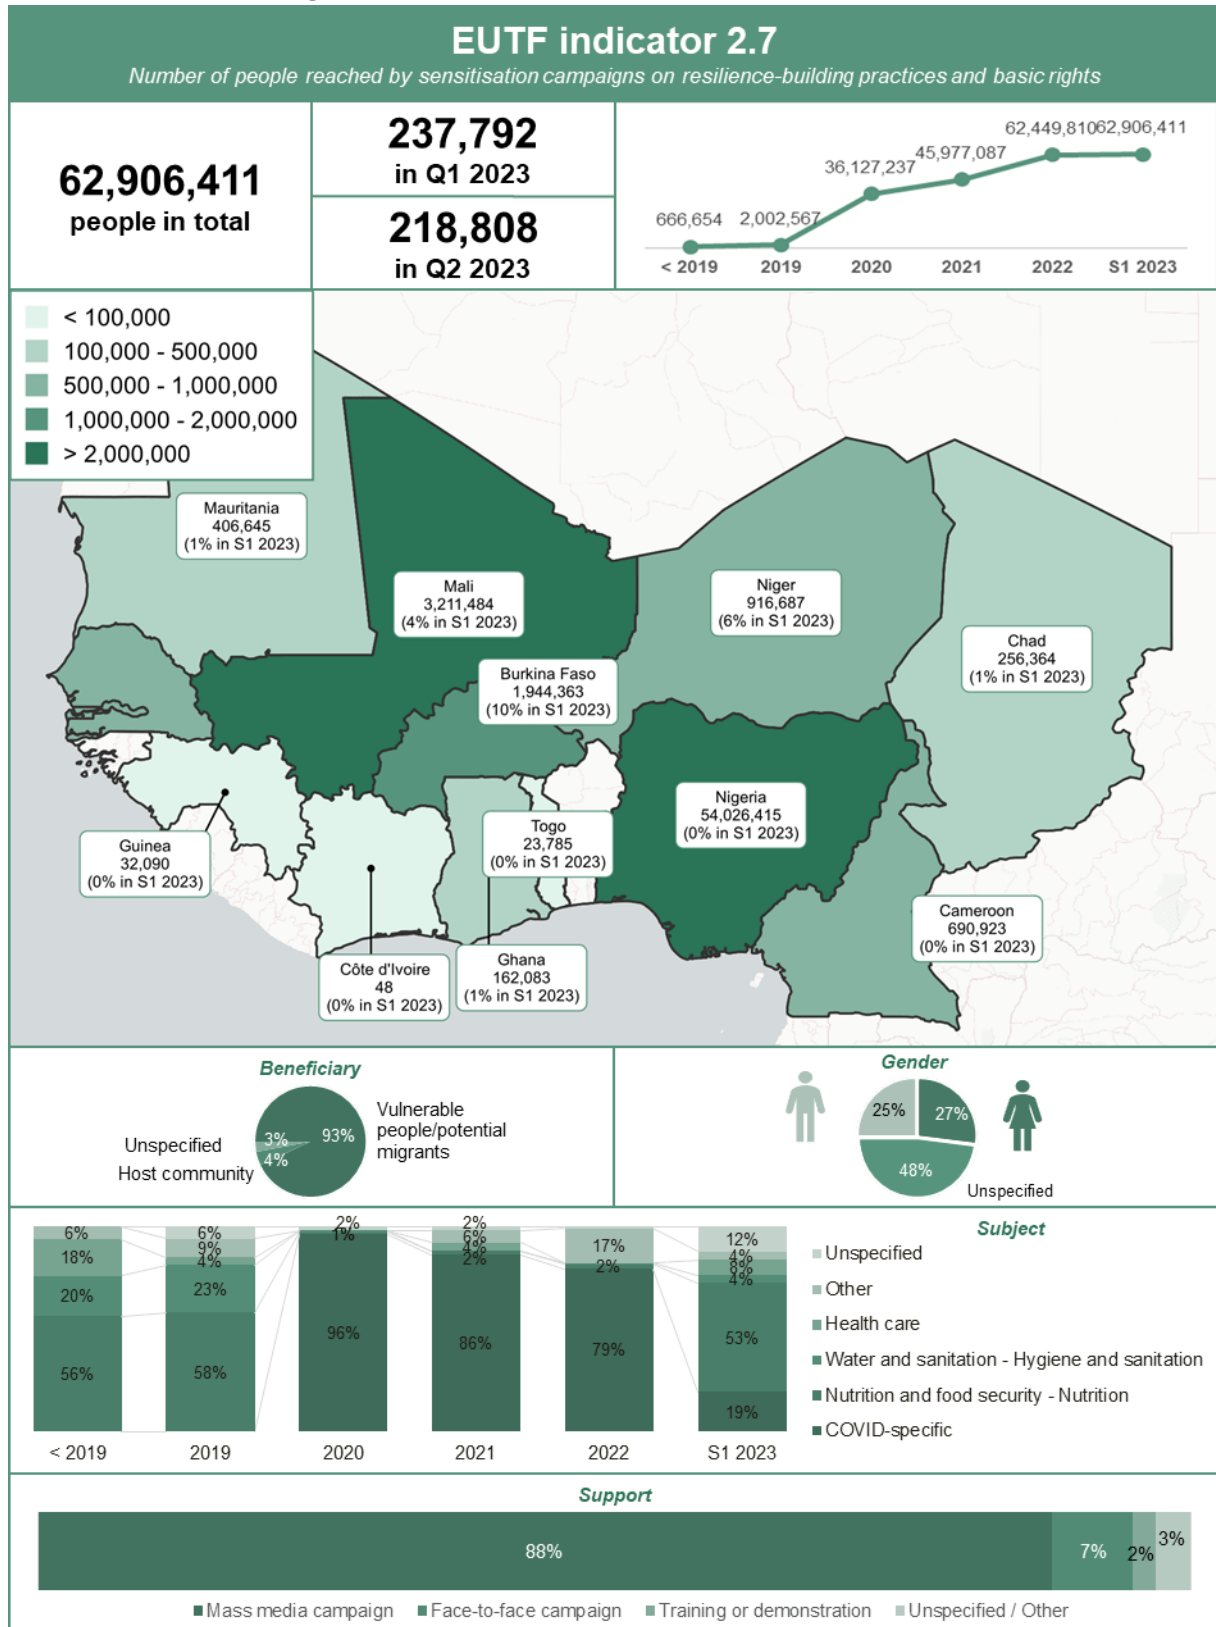 EUTF indicator 2.7
Number of people reached by sensitisation campaigns on resilience-building practices and basic rights
62,906,411
people in total
237,792
in Q1 2023
218,808
in Q2 2023
666,654
2,002,567
36,127,237
45,977,087
62,449,810
62,906,411
< 2019
2019
2020
2021
2022
S1 2023
< 100,000
100,000 - 500,000
500,000 - 1,000,000
1,000,000 - 2,000,000
> 2,000,000
Mauritania
406,645
(1% in S1 2023)
Mali
3,211,484
(4% in S1 2023)
Niger
916,687
(6% in S1 2023)
Chad
256,364
(1% in S1 2023)
Burkina Faso
1,944,363
(10% in S1 2023)
Nigeria
54,026,415
(0% in S1 2023)
Togo
23,785
(0% in S1 2023)
Guinea
32,090
(0% in S1 2023)
Cameroon
690,923
(0% in S1 2023)
Côte d'Ivoire
48
(0% in S1 2023)
Ghana
162,083
(1% in S1 2023)
Beneficiary
Unspecified
Host community
3%
4%
93%
Vulnerable
people/potential
migrants
Gender
25%
27%
48%
Unspecified
6%
18%
20%
56%
6%
9%
4%
23%
58%
2%
1%
96%
2%
6%
4%
2%
86%
17%
2%
79%
12%
4%
8%
4%
53%
19%
< 2019
2019
2020
2021
2022
S1 2023
Subject
Unspecified
Other
Health care
Water and sanitation - Hygiene and sanitation
Nutrition and food security - Nutrition
COVID-specific
Support
88%
7%
2%
3%
Mass media campaign
Face-to-face campaign
Training or demonstration
Unspecified / Other